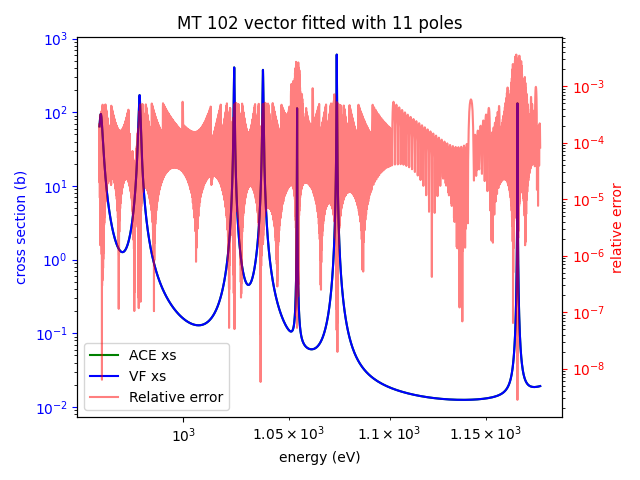 MT 102 vector fitted with 11 poles
10³
10²
10¹
10⁰
10⁻¹
10⁻²
cross section (b)
10⁻³
10⁻⁴
10⁻⁵
10⁻⁶
10⁻⁷
10⁻⁸
relative error
ACE xs
VF xs
Relative error
10³ 1.05 × 10³ 1.1 × 10³ 1.15 × 10³
energy (eV)